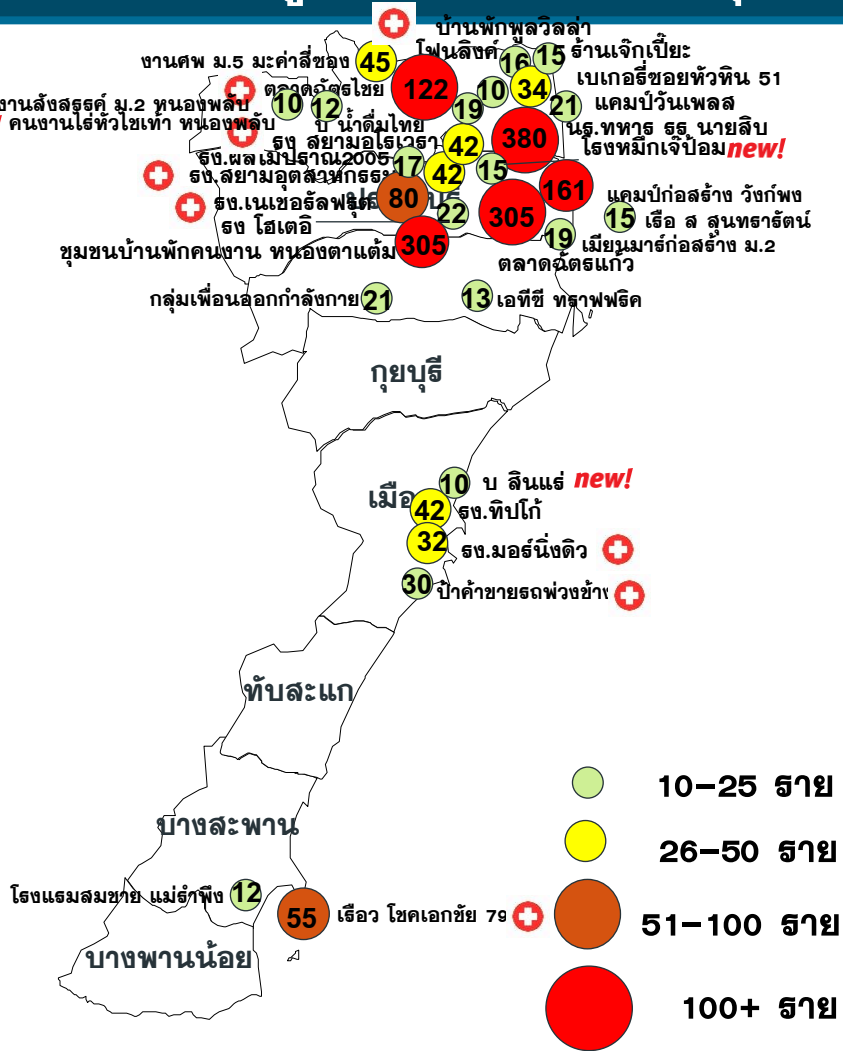 บ้านพักพูลวิลล่า
งานศพ ม.5 มะค่าสี่ซอง
45
โฟนลิงค์
16
15
ร้านเจ๊กเปี๊ยะ
ตลาดฉัตรไชย
122
10
34
เบเกอรี่ซอยหัวหิน 51
งานสังสรรค์ ม.2 หนองพลับ
10
12
19
21
แคมป์วันเพลส
คนงานไร่หัวไชเท้า หนองพลับ
บ น้ำดื่มไทย
380
นร.ทหาร รร นายสิบ
รง สยามอโรเวรา
42
โรงหมึกเจ๊ป้อม new!
17
42
15
รง.สยามอุตสาหกรรม
161
80
แคมป์ก่อสร้าง วังก์พง
รง.เนเชอรัลฟรุต
22
305
15
เรือ ส สุนทรารัตน์
รง โฮเตอิ
19
เมียนมาร์ก่อสร้าง ม.2
ชุมชนบ้านพักคนงาน หนองตาแต้ม
305
ตลาดฉัตรแก้ว
กลุ่มเพื่อนออกกำลังกาย
21
13
เอทีซี ทราฟฟริค
กุยบุรี
10
บ สินแร่ new!
เมือ
42
รง.ทิปโก้
32
รง.มอร์นิ่งดิว
30
ป้าค้าขายรถพ่วงข้าง
ทับสะแก
10-25 ราย
บางสะพาน
26-50 ราย
โรงแรมสมชาย แม่รำพึง
12
55
เรือว โชคเอกชัย 79
51-100 ราย
บางพานน้อย
100+ ราย